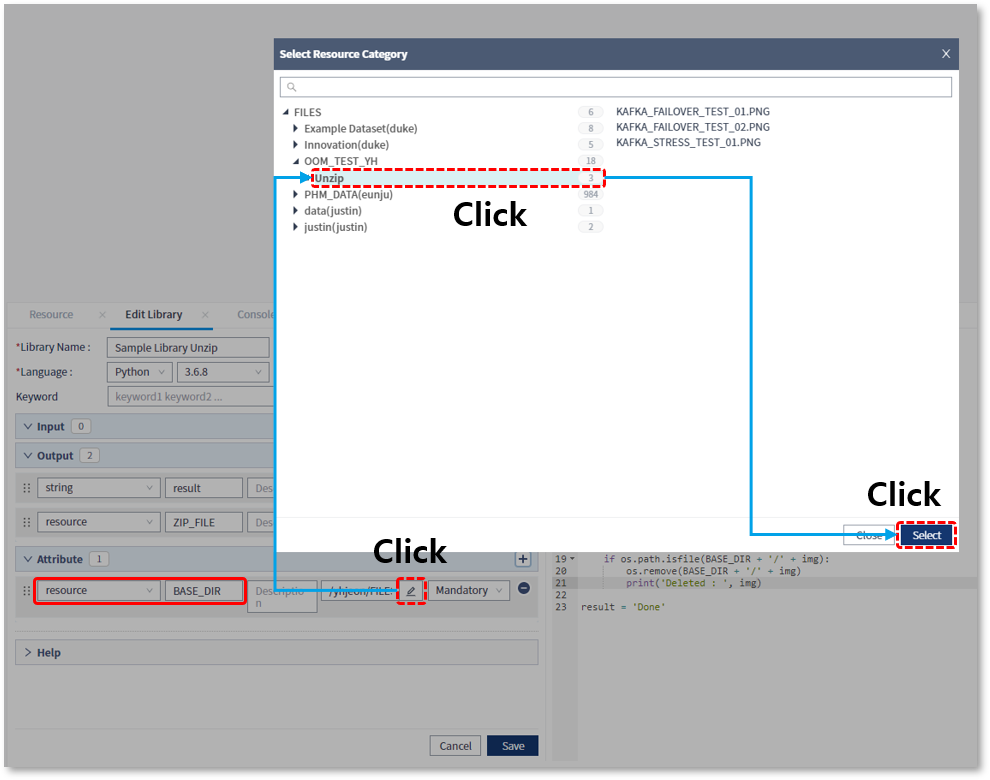 Select Resource Category X
FILES 6
Example Dataset(duke) 8
Innovation(duke) 5
OOM_TEST_YH 18
Unzip 3
PHM_DATA(eunju) 984
data(justin) 1
justin(justin) 2
KAFKA_FAILOVER_TEST_01.PNG
KAFKA_FAILOVER_TEST_02.PNG
KAFKA_STRESS_TEST_01.PNG
Click
Click
Close Select
Resource × Edit Library × Console
*Library Name : Sample Library Unzip
*Language : Python 3.6.8
Keyword keyword1 keyword2 ...
Input 0
Output 2
string result Des
resource ZIP_FILE Des
Click
Attribute 1 +
resource BASE_DIR Descriptio
n /yhjeon/FILE: Mandatory
Help
Cancel Save
19 if os.path.isfile(BASE_DIR + '/' + img):
20 os.remove(BASE_DIR + '/' + img)
21 print('Deleted : ', img)
22
23 result = 'Done'